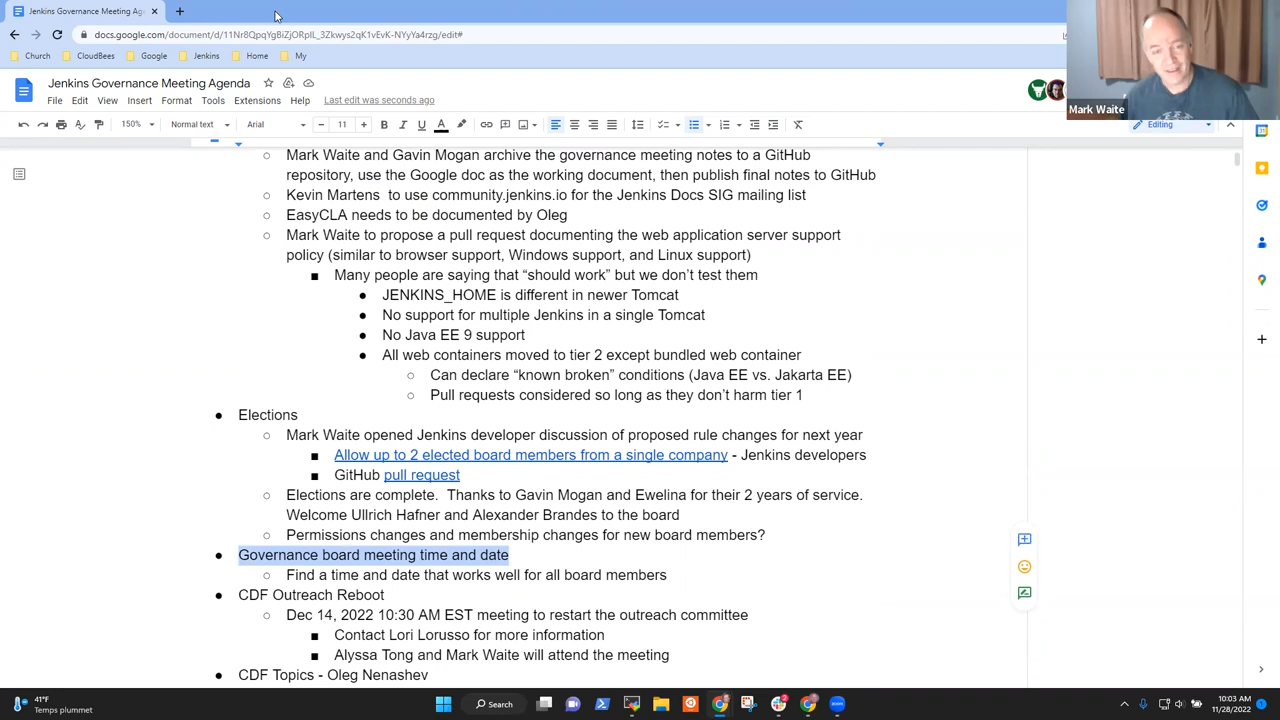 Jenkins Governance Meeting Age
docs.google.com/document/d/11Nr8QpqYgBiZjORpIL_3Zkwys2qK1vEvK-NYyYa4rzg/edit#
Church
CloudBees
Google
Jenkins
Home
My
Jenkins Governance Meeting Agenda
File Edit View Insert Format Tools Extensions Help Last edit was seconds ago
150% Normal text Arial 11 Editing
Mark Waite
Mark Waite and Gavin Mogan archive the governance meeting notes to a GitHub
repository, use the Google doc as the working document, then publish final notes to GitHub
Kevin Martens to use community.jenkins.io for the Jenkins Docs SIG mailing list
EasyCLA needs to be documented by Oleg
Mark Waite to propose a pull request documenting the web application server support
policy (similar to browser support, Windows support, and Linux support)
Many people are saying that “should work” but we don’t test them
JENKINS_HOME is different in newer Tomcat
No support for multiple Jenkins in a single Tomcat
No Java EE 9 support
All web containers moved to tier 2 except bundled web container
Can declare “known broken” conditions (Java EE vs. Jakarta EE)
Pull requests considered so long as they don’t harm tier 1
Elections
Mark Waite opened Jenkins developer discussion of proposed rule changes for next year
Allow up to 2 elected board members from a single company - Jenkins developers
GitHub pull request
Elections are complete. Thanks to Gavin Mogan and Ewelina for their 2 years of service.
Welcome Ullrich Hafner and Alexander Brandes to the board
Permissions changes and membership changes for new board members?
Governance board meeting time and date
Find a time and date that works well for all board members
CDF Outreach Reboot
Dec 14, 2022 10:30 AM EST meeting to restart the outreach committee
Contact Lori Lorusso for more information
Alyssa Tong and Mark Waite will attend the meeting
CDF Topics - Oleg Nenashev
41°F
Temps plummet
Search
10:03 AM
11/28/2022